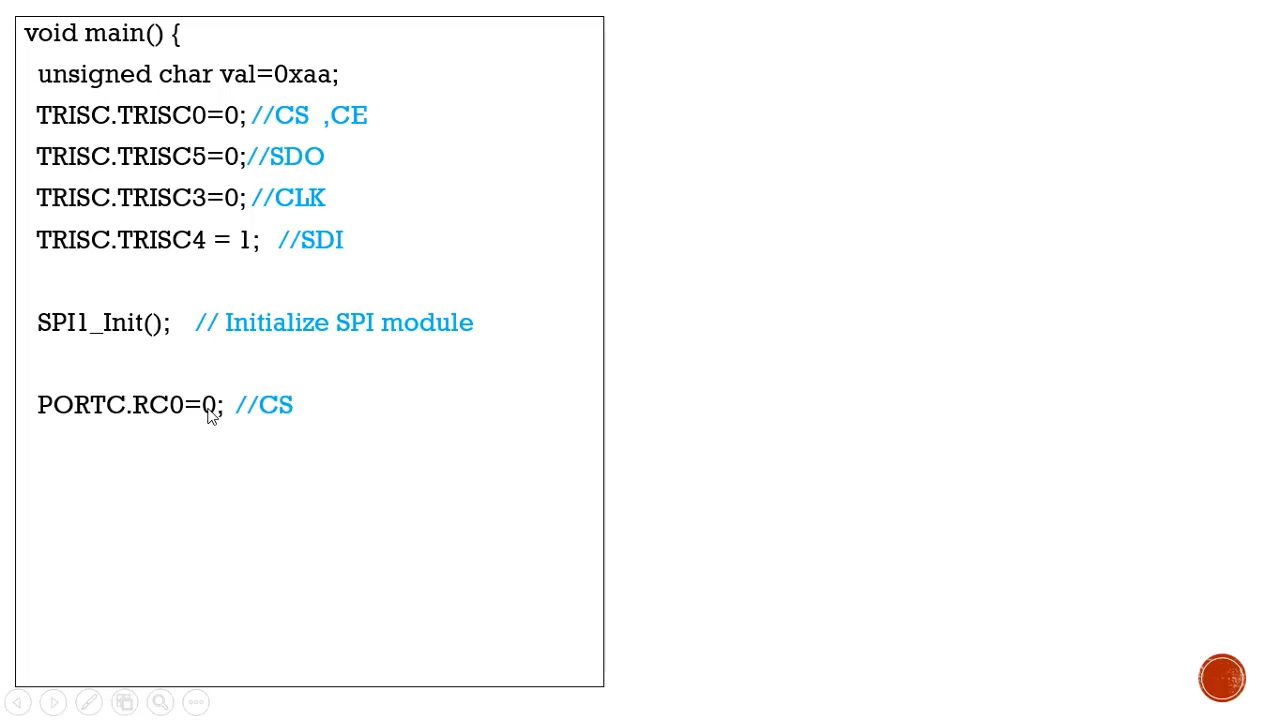 void main() {
unsigned char val=0xaa;
TRISC.TRISC0=0; //CS ,CE
TRISC.TRISC5=0;//SDO
TRISC.TRISC3=0; //CLK
TRISC.TRISC4 = 1; //SDI
SPI1_Init(); // Initialize SPI module
PORTC.RC0=0; //CS